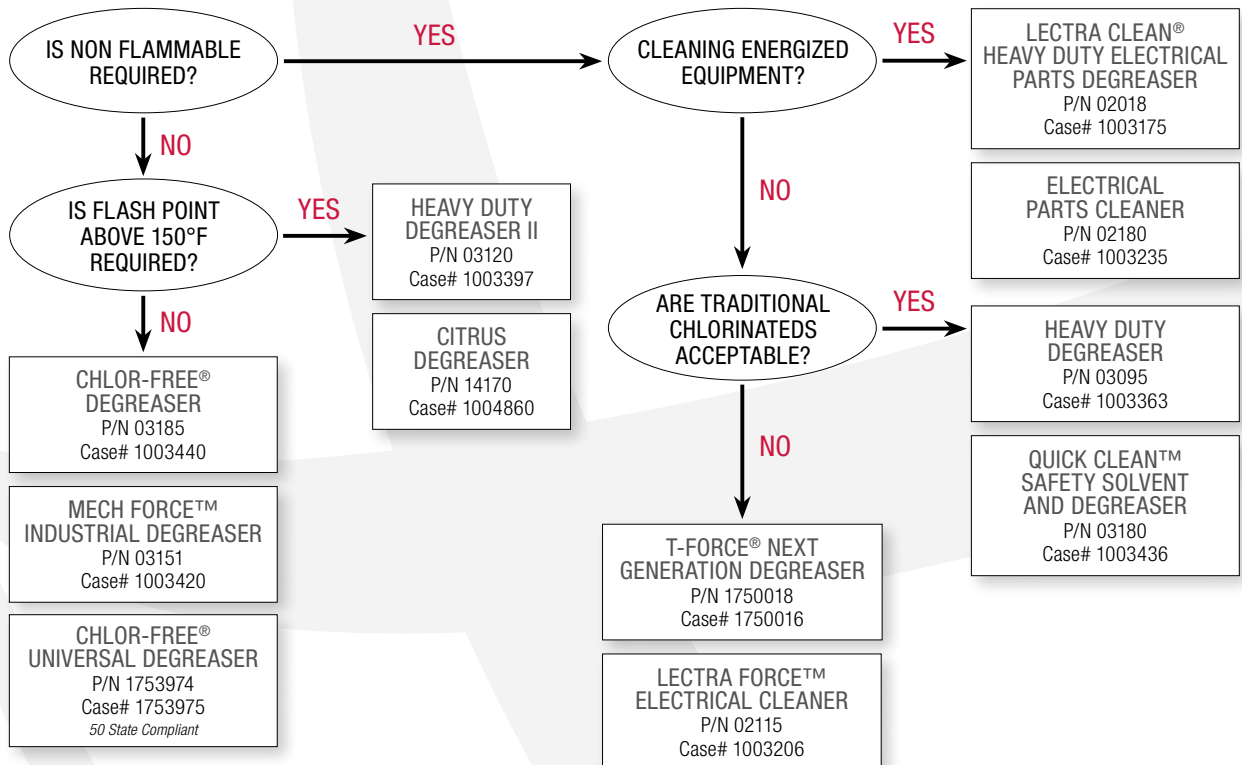 IS NON FLAMMABLE
REQUIRED?
YES
CLEANING ENERGIZED
EQUIPMENT?
YES
LECTRA CLEAN®
HEAVY DUTY ELECTRICAL
PARTS DEGREASER
P/N 02018
Case# 1003175
ELECTRICAL
PARTS CLEANER
P/N 02180
Case# 1003235
NO
NO
IS FLASH POINT
ABOVE 150°F
REQUIRED?
YES
HEAVY DUTY
DEGREASER II
P/N 03120
Case# 1003397
CITRUS
DEGREASER
P/N 14170
Case# 1004860
ARE TRADITIONAL
CHLORINATEDS
ACCEPTABLE?
YES
HEAVY DUTY
DEGREASER
P/N 03095
Case# 1003363
QUICK CLEAN™
SAFETY SOLVENT
AND DEGREASER
P/N 03180
Case# 1003436
NO
CHLOR-FREE®
DEGREASER
P/N 03185
Case# 1003440
MECH FORCE™
INDUSTRIAL DEGREASER
P/N 03151
Case# 1003420
CHLOR-FREE®
UNIVERSAL DEGREASER
P/N 1753974
Case# 1753975
50 State Compliant
NO
T-FORCE® NEXT
GENERATION DEGREASER
P/N 1750018
Case# 1750016
LECTRA FORCE™
ELECTRICAL CLEANER
P/N 02115
Case# 1003206